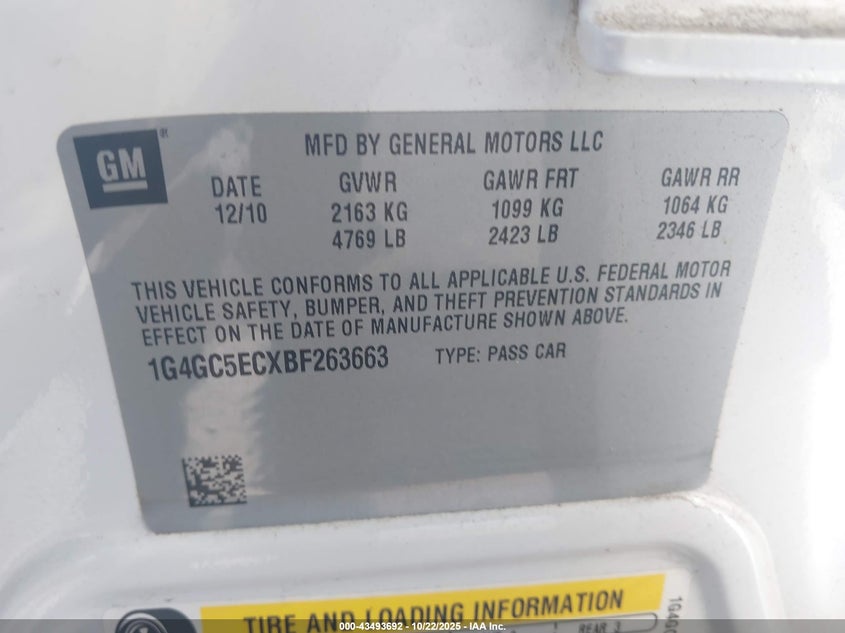 GM ®
MFD BY GENERAL MOTORS LLC
DATE GVWR GAWR FRT GAWR RR
12/10 2163 KG 1099 KG 1064 KG
4769 LB 2423 LB 2346 LB
THIS VEHICLE CONFORMS TO ALL APPLICABLE U.S. FEDERAL MOTOR
VEHICLE SAFETY, BUMPER, AND THEFT PREVENTION STANDARDS IN
EFFECT ON THE DATE OF MANUFACTURE SHOWN ABOVE.
1G4GC5ECXBF263663 TYPE: PASS CAR
TIRE AND LOADING INFORMATION
REAR 3
000-43493692 - 10/22/2025 - IAA Inc.